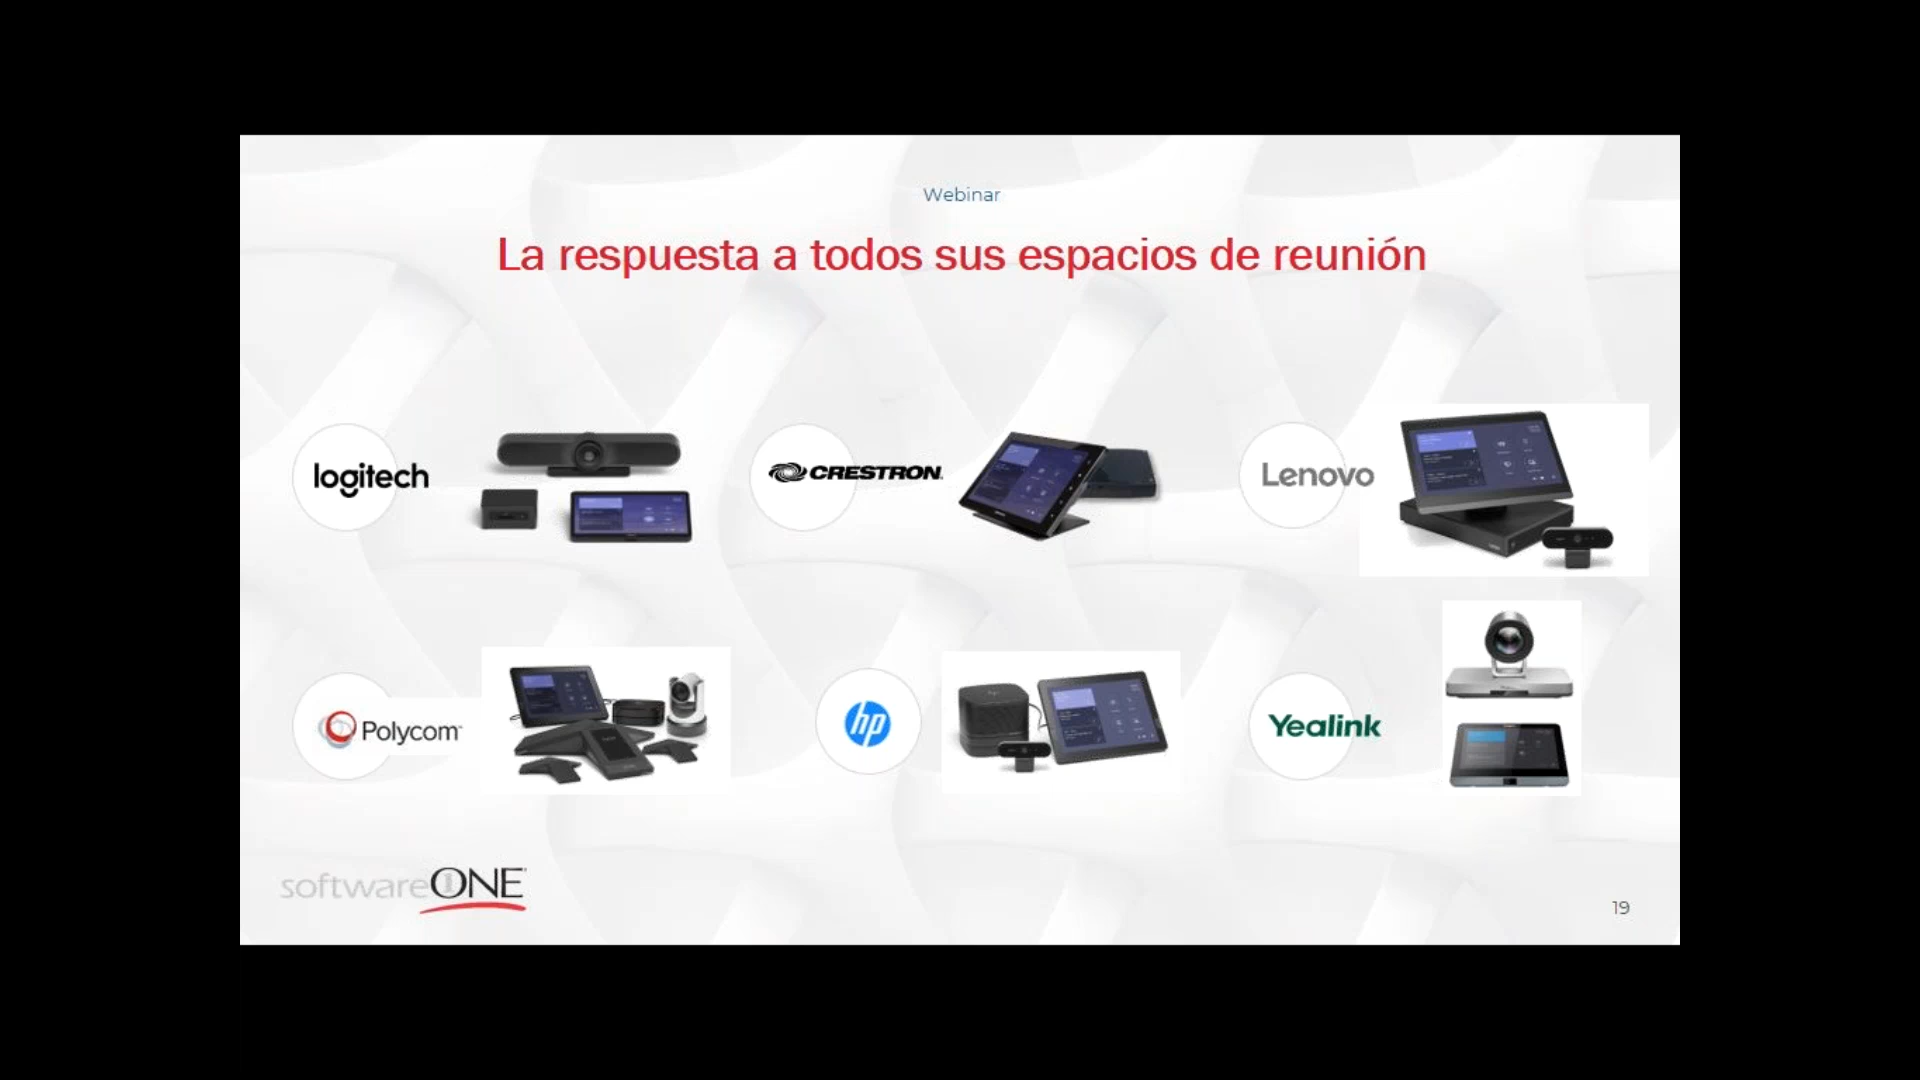 Webinar
La respuesta a todos sus espacios de reunión
logitech
CRESTRON
Lenovo
Polycom
hp
Yealink
softwareONE
19